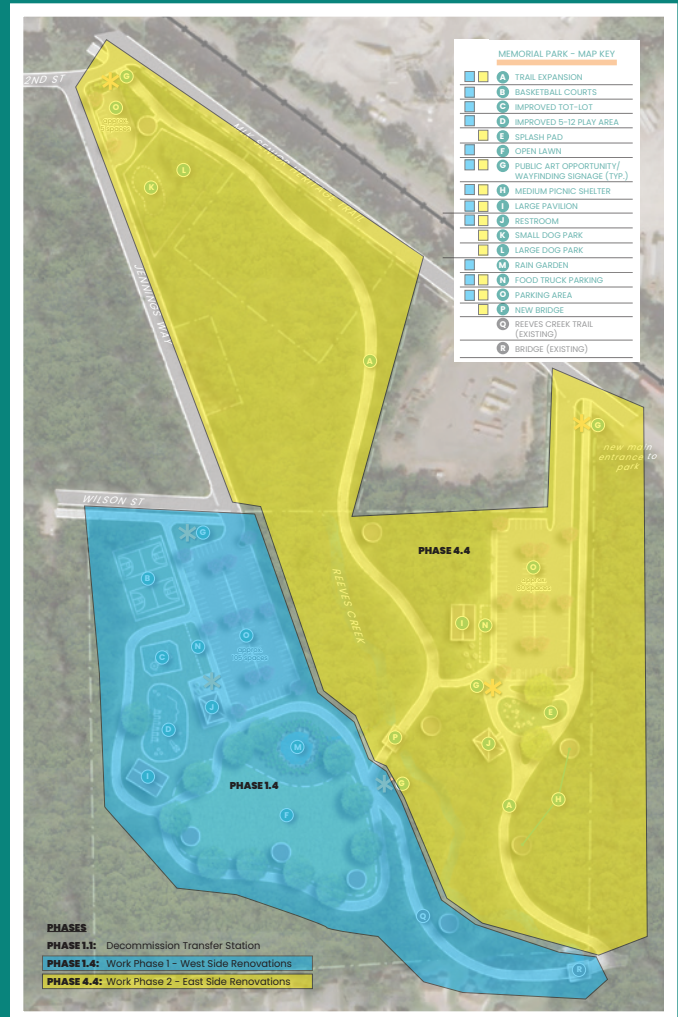 MEMORIAL PARK - MAP KEY
A TRAIL EXPANSION
B BASKETBALL COURTS
C IMPROVED TOT-LOT
D IMPROVED 5-12 PLAY AREA
E SPLASH PAD
F OPEN LAWN
G PUBLIC ART OPPORTUNITY/
WAYFINDING SIGNAGE (TYP.)
H MEDIUM PICNIC SHELTER
I LARGE PAVILION
J RESTROOM
K SMALL DOG PARK
L LARGE DOG PARK
M RAIN GARDEN
N FOOD TRUCK PARKING
O PARKING AREA
P NEW BRIDGE
Q REEVES CREEK TRAIL
(EXISTING)
R BRIDGE (EXISTING)
2ND ST
G
O
L
K
JENNINGS WAY
A
G
new main
entrance to
park
WILSON ST
G
B
PHASE 4.4
O
REEVES CREEK
I
N
O
N
C
G
J
D
E
P
J
M
I
PHASE 1.4
G
H
A
F
Q
R
PHASES
PHASE 1.1: Decommission Transfer Station
PHASE 1.4: Work Phase 1 - West Side Renovations
PHASE 4.4: Work Phase 2 - East Side Renovations